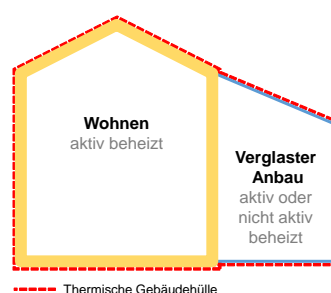 Wohnen
aktiv beheizt
Verglaster
Anbau
aktiv oder
nicht aktiv
beheizt
Thermische Gebäudehülle